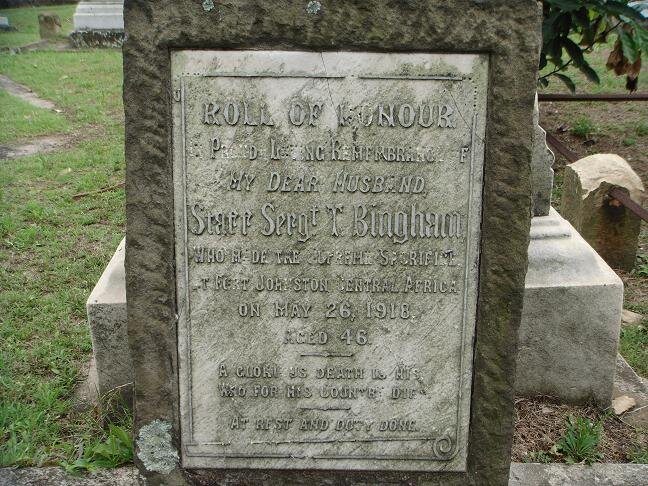 ROLL OF HONOUR
IN PROUD LOVING REMEMBRANCE OF
MY DEAR HUSBAND
STAFF SERGT T. BINGHAM
WHO MADE THE SUPREME SACRIFICE
AT FORT JOHNSTON CENTRAL AFRICA
ON MAY 26, 1918.
AGED 46.
A GLORIOUS DEATH IS HIS
WHO FOR HIS COUNTRY DIES
AT REST AND DUTY DONE.